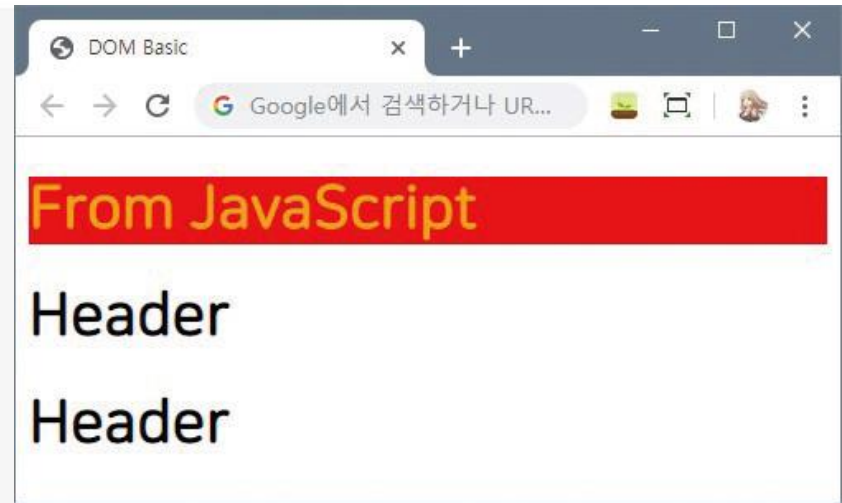 DOM Basic
Google에서 검색하거나 UR...
From JavaScript
Header
Header